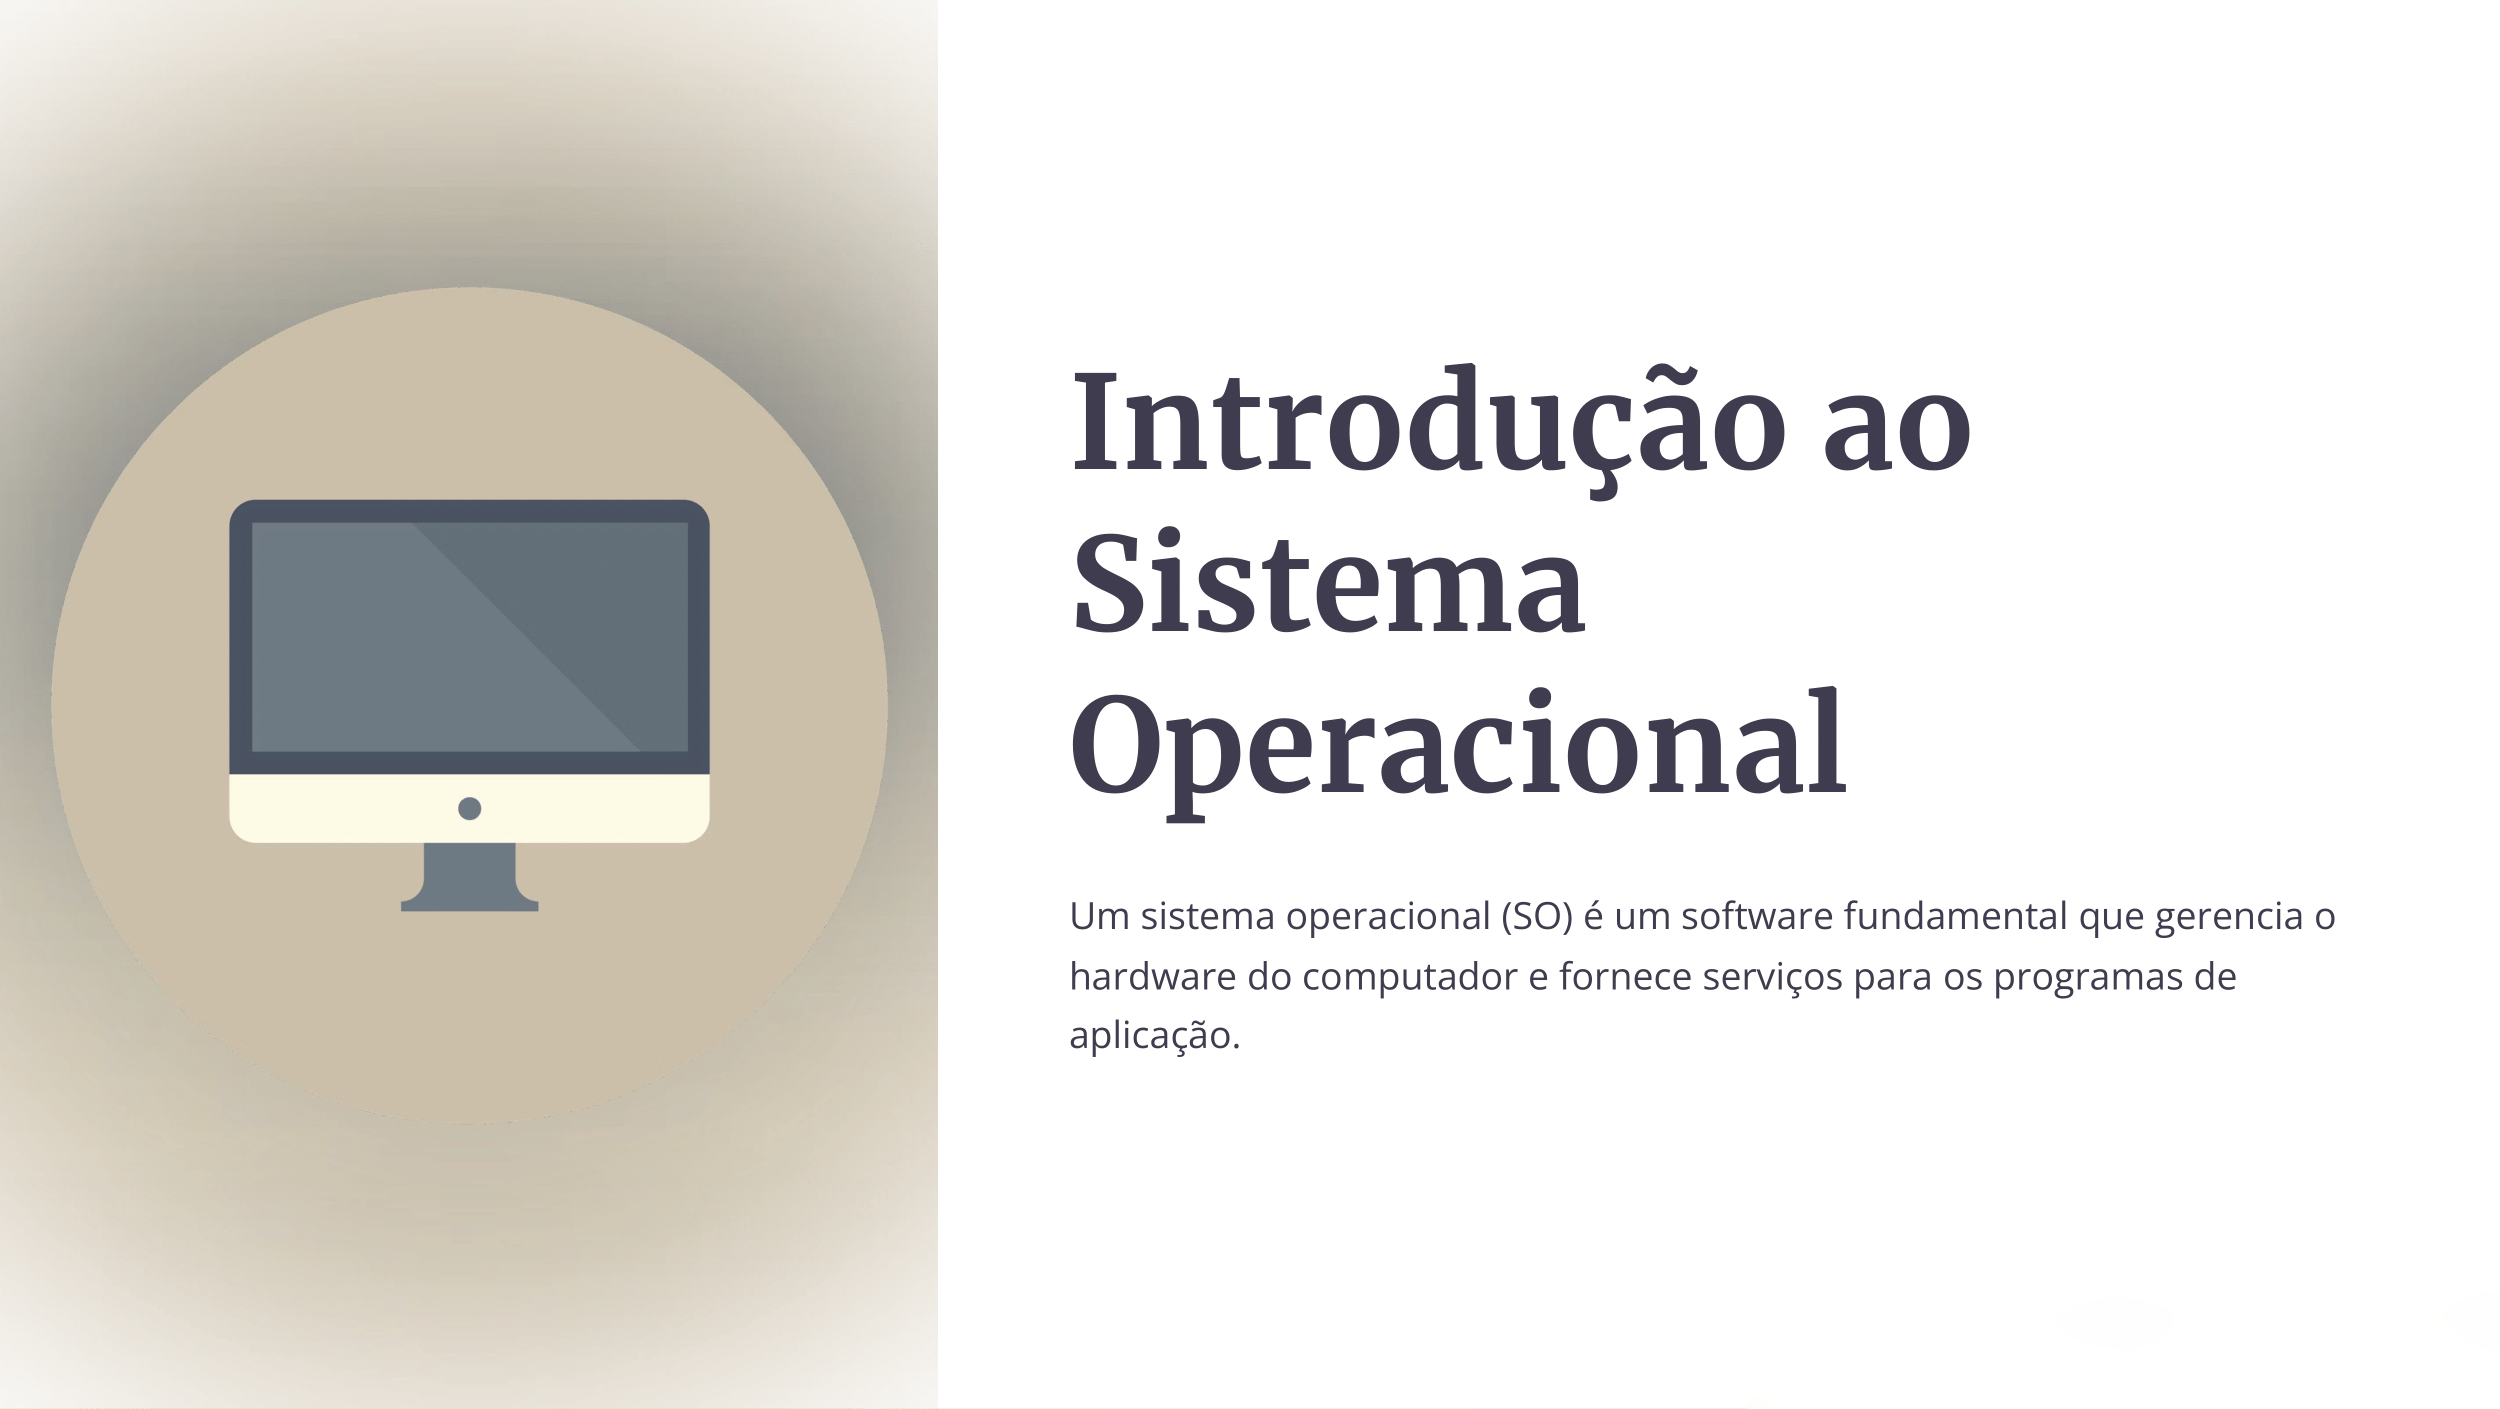 Introdução ao
Sistema
Operacional
Um sistema operacional (SO) é um software fundamental que gerencia o
hardware do computador e fornece serviços para os programas de
aplicação.